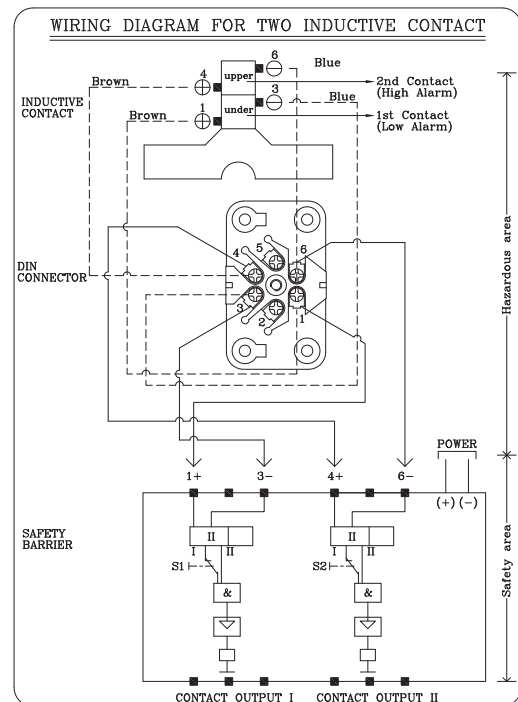 WIRING DIAGRAM FOR TWO INDUCTIVE CONTACT
6
Blue
upper
4
Brown
2nd Contact
(High Alarm)
3
Blue
INDUCTIVE
CONTACT
1
Brown
under
1st Contact
(Low Alarm)
Hazardous area
DIN
CONNECTOR
4
5
6
3
2
1
POWER
1+
3-
4+
6-
(+)
(-)
SAFETY
BARRIER
II
I
II
S1
&
II
I
II
S2
&
Safety area
CONTACT OUTPUT I
CONTACT OUTPUT II